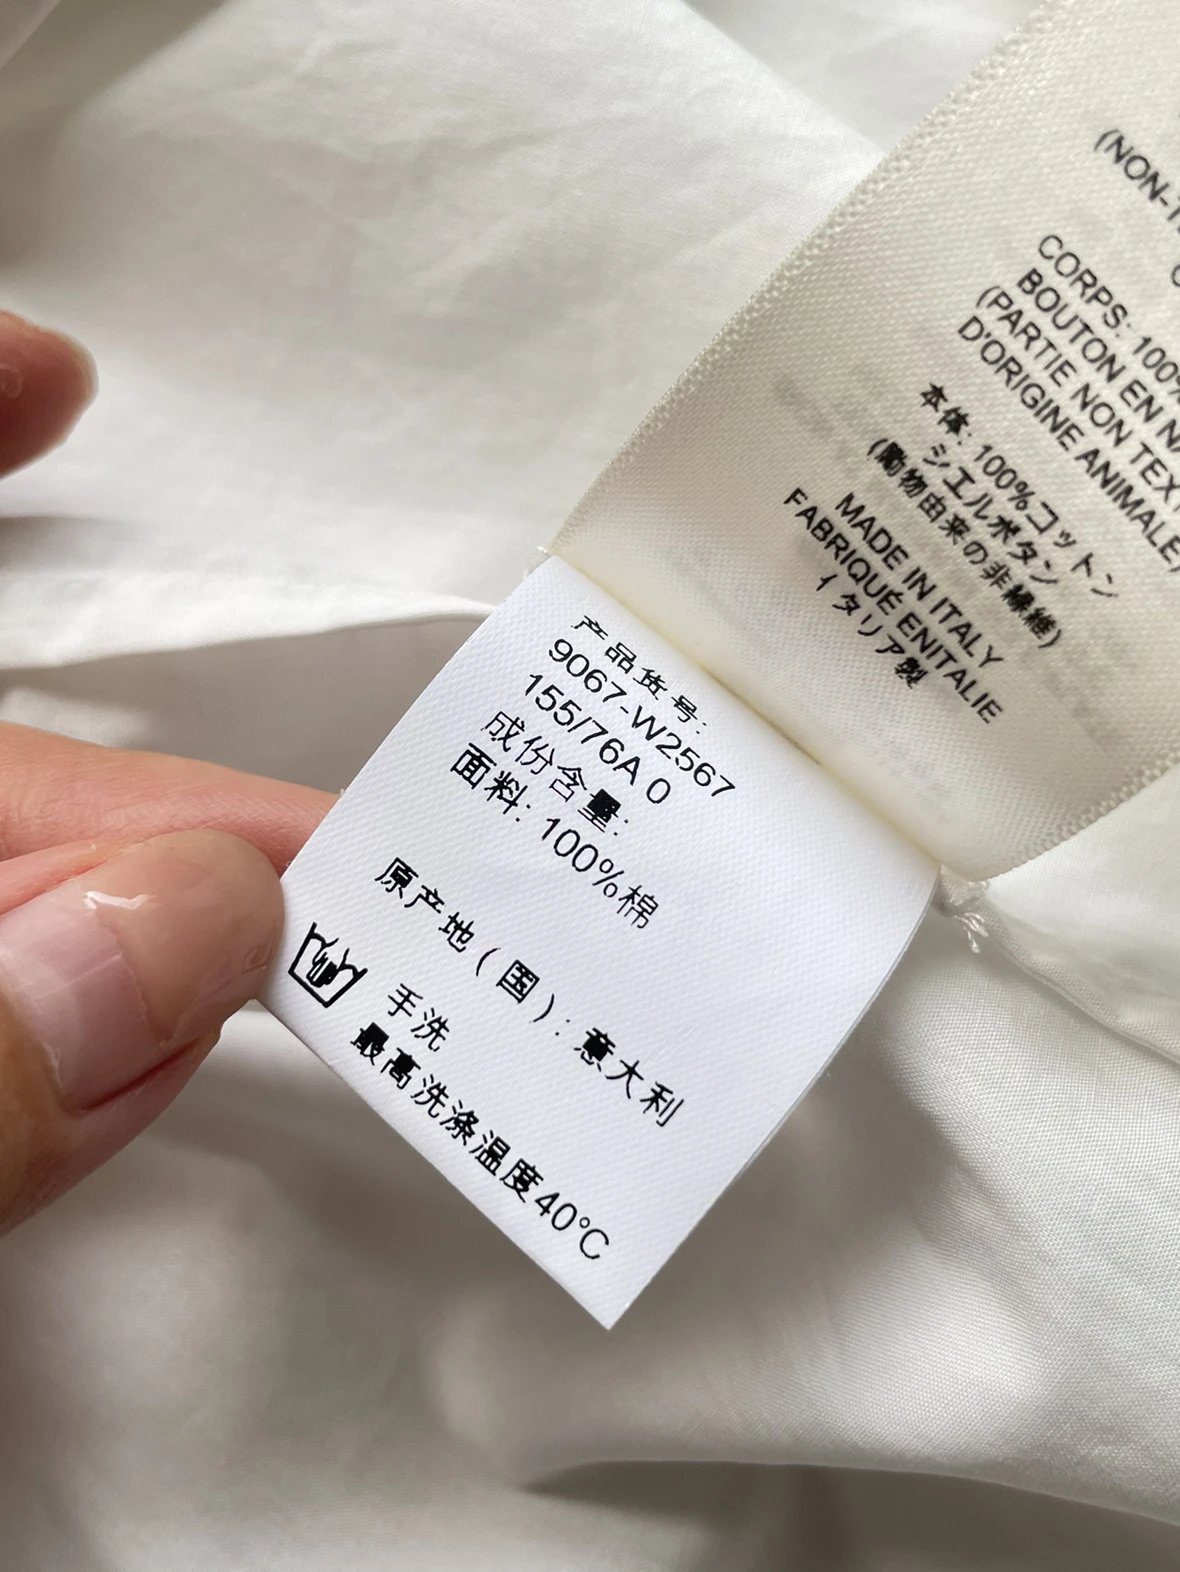 (NON-T
CORPS: 100%
BOUTON EN NA
(PARTIE NON TEXT
D'ORIGINE ANIMALE)
本体: 100%コットン
シエルボタン
(動物由来の非繊維)
MADE IN ITALY
FABRIQUÉ ENITALIE
イタリア製
产品货号:
9067-W2567
155/76A 0
成份含量:
面料: 100%棉
原产地(国): 意大利
手洗
最高洗涤温度40°C